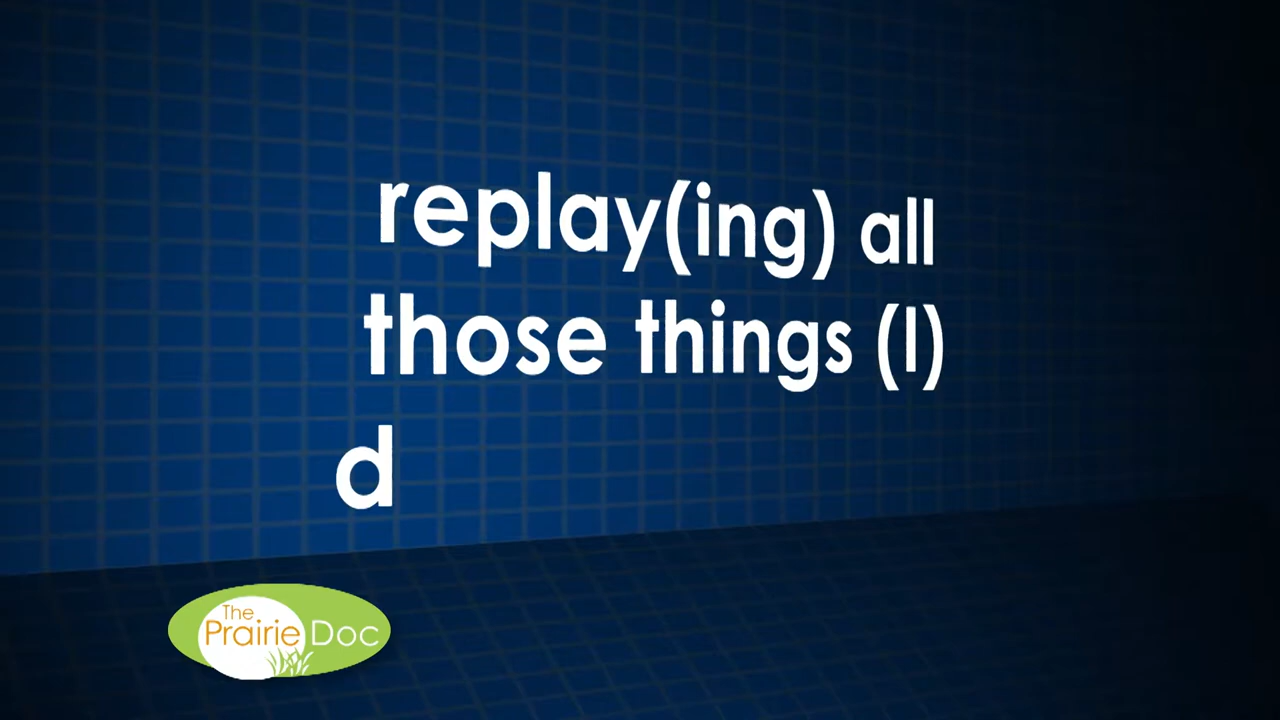 replay(ing) all
those things (I)
d
The
Prairie Doc